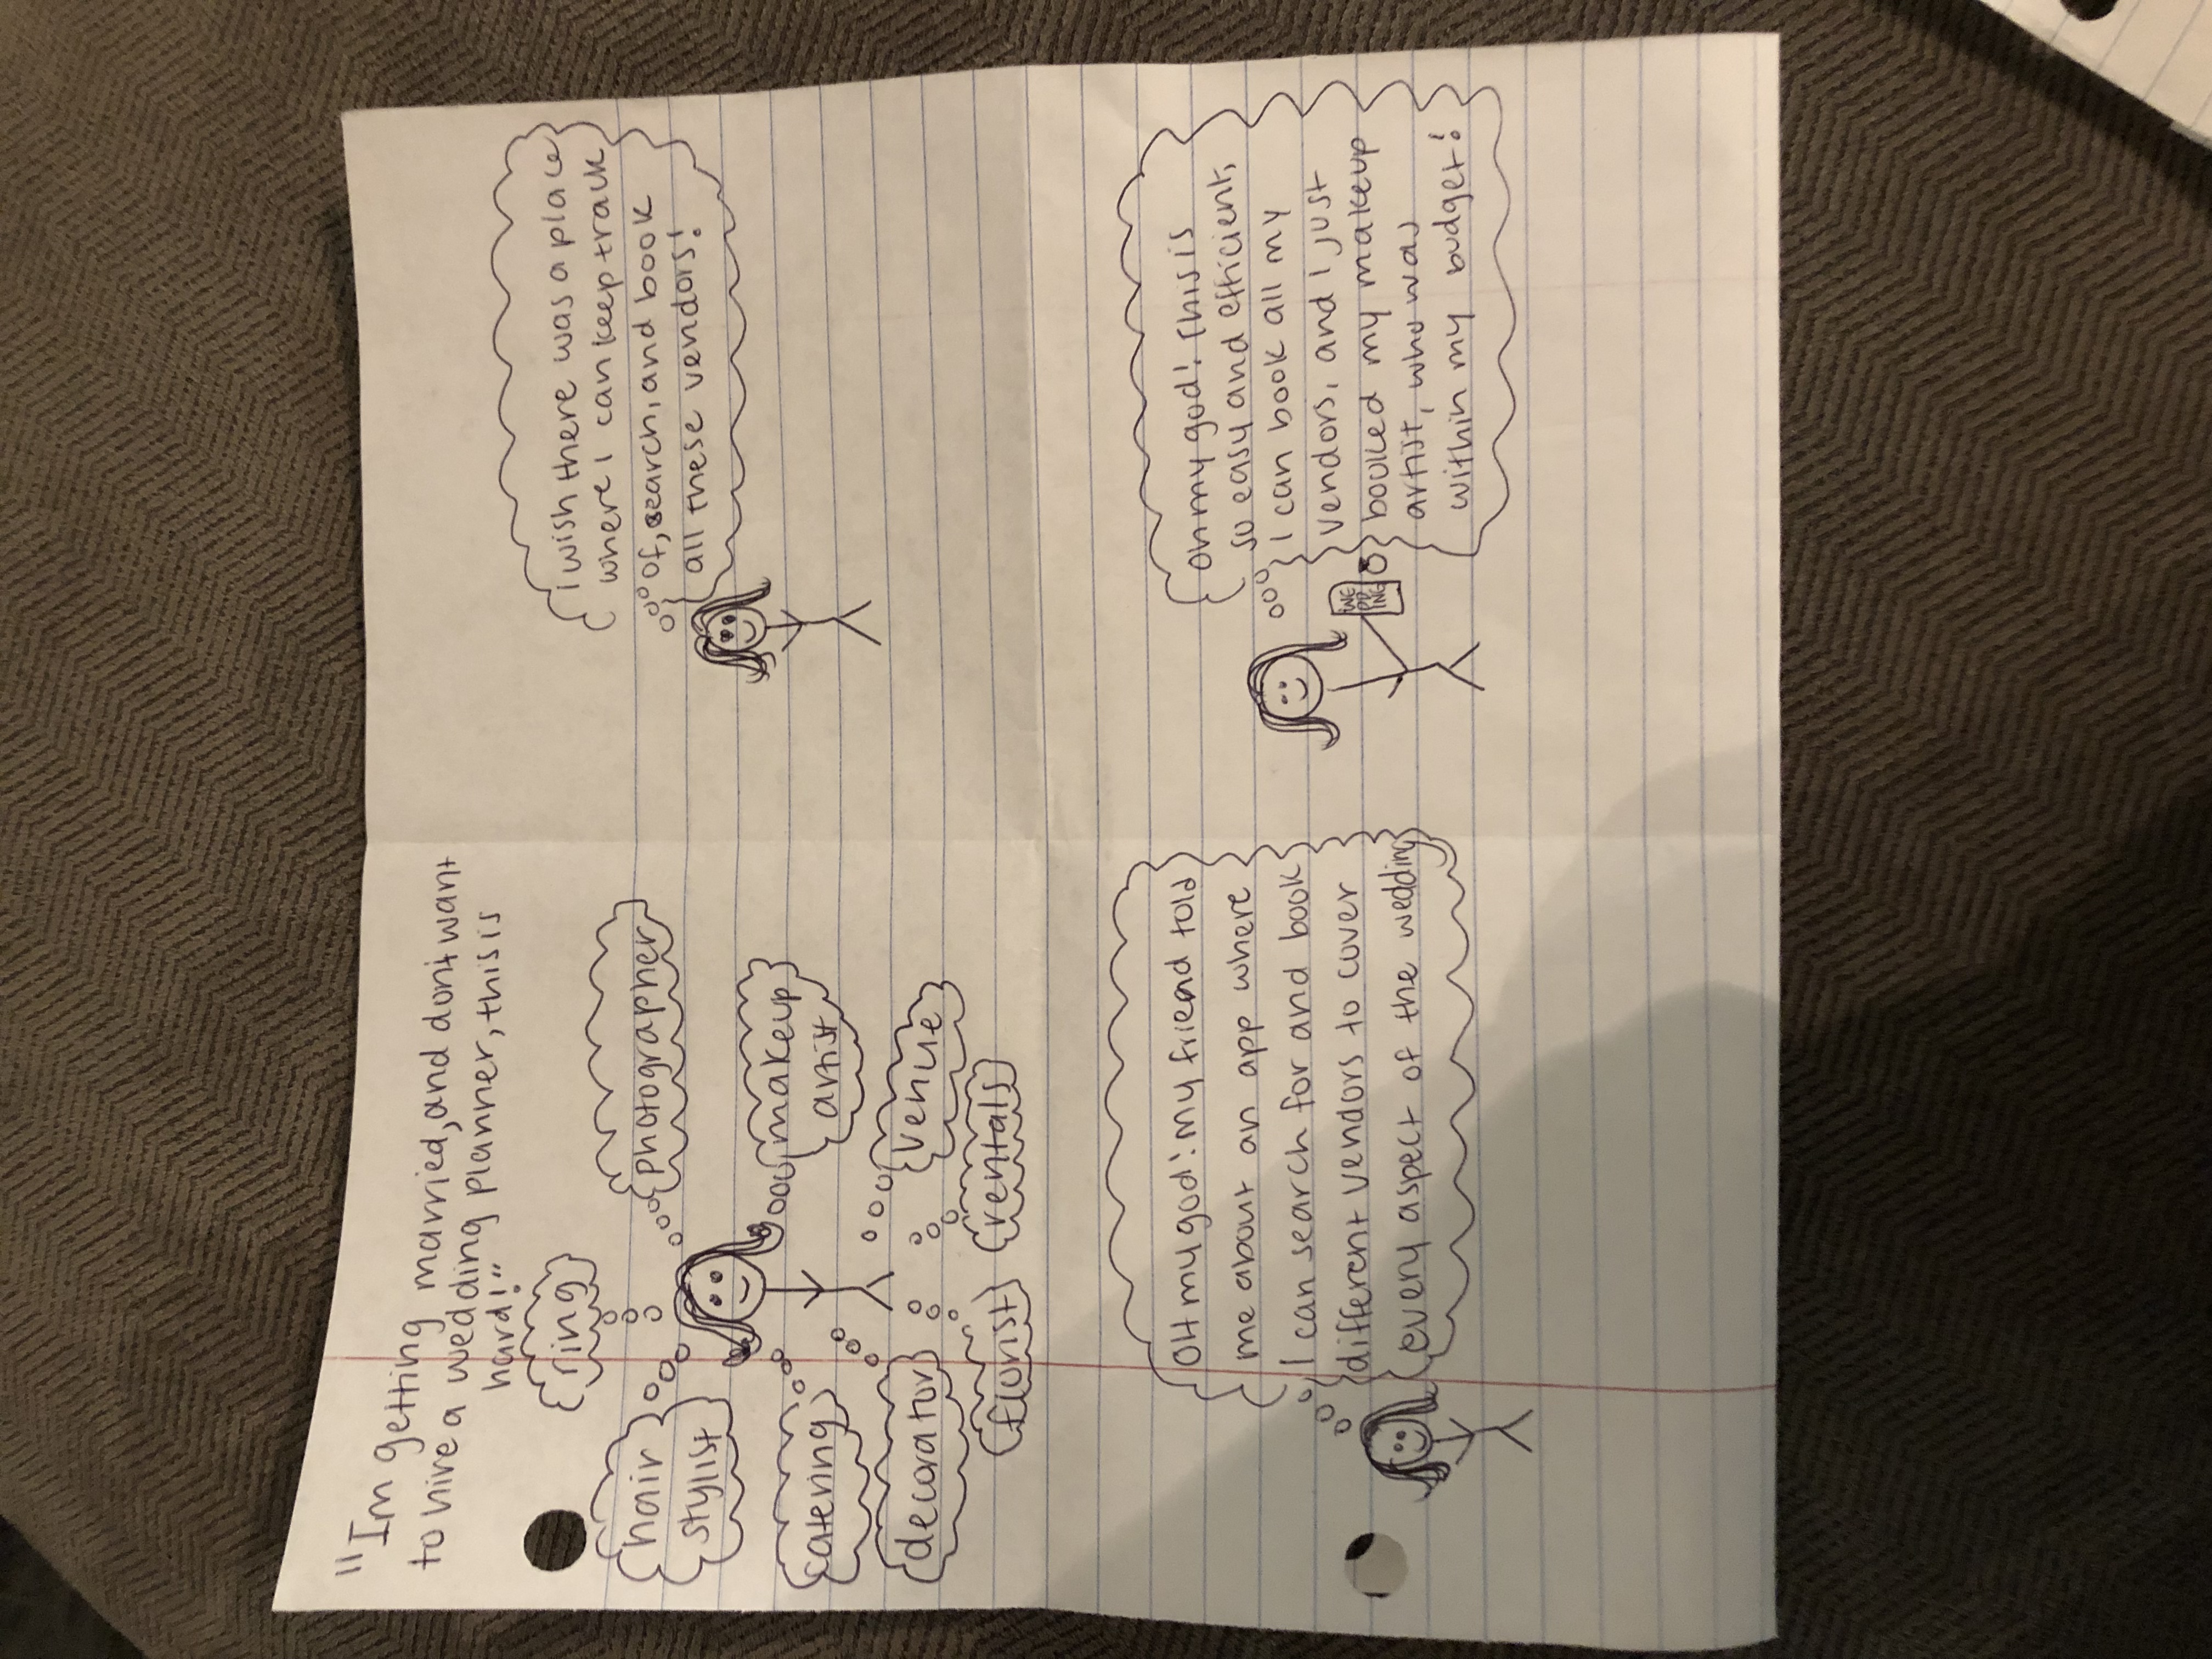 "Im getting married, and dont want
to hire a wedding planner, this is
hard!"
ring
hair
stylist
photographer
catering
makeup
artist
decorator
venue
florist
rentals
I wish there was a place
where I can keep track
of, search, and book
all these vendors!
OH my god! my friend told
me about an app where
I can search for and book
different vendors to cover
every aspect of the wedding
Oh my god! This is
so easy and efficient,
I can book all my
vendors, and I just
booked my makeup
artist, who was
within my budget!
WE
DD
ING